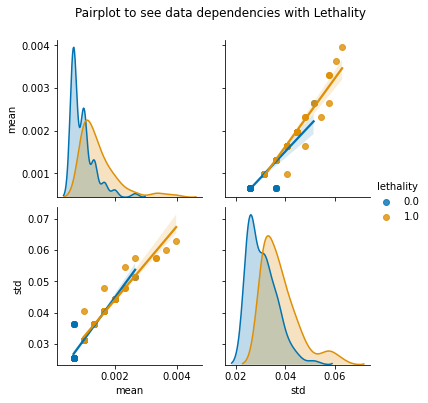 Pairplot to see data dependencies with Lethality
0.004
0.003
0.002
0.001
mean
lethality
0.0
1.0
0.07
0.06
0.05
0.04
0.03
std
0.002 0.004
mean
0.02 0.04 0.06
std